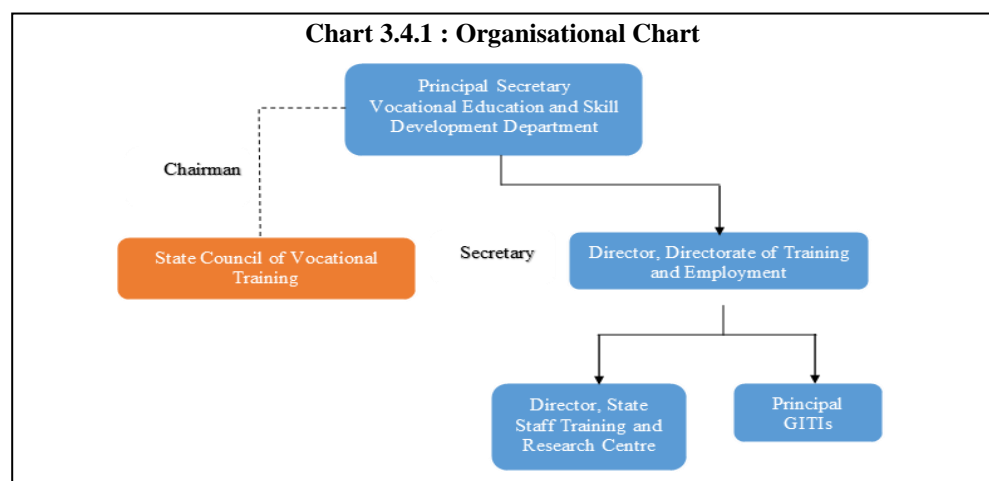 Chart 3.4.1 : Organisational Chart
Principal Secretary
Vocational Education and Skill
Development Department
Chairman
State Council of Vocational
Training
Secretary
Director, Directorate of Training
and Employment
Director, State
Staff Training and
Research Centre
Principal
GITIs